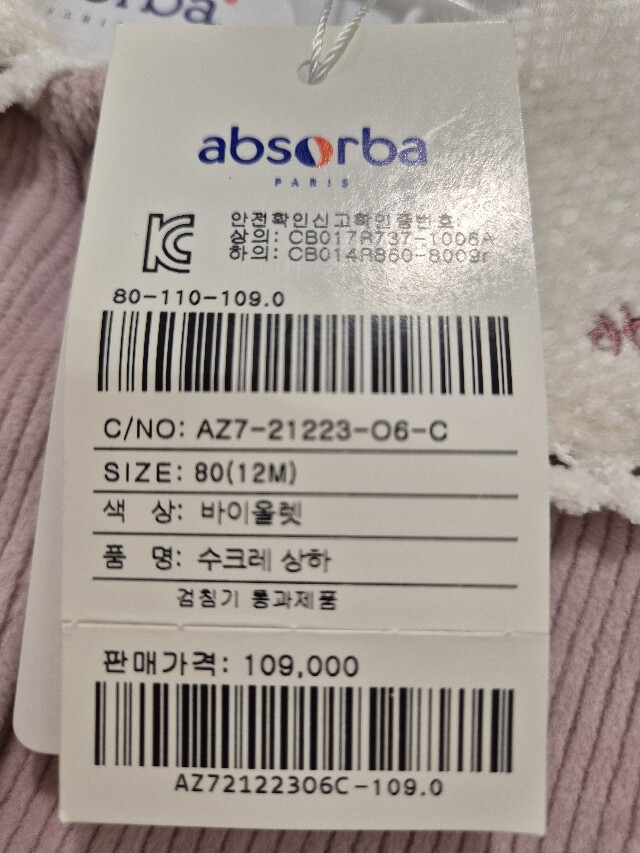 absorba
PARIS
안전확인신고확인증번호
상의: CB017R737-1006A
하의: CB014R860-8009
80-110-109.0
C/NO: AZ7-21223-06-C
SIZE: 80(12M)
색 상: 바이올렛
품 명: 수크레 상하
검침기 통과제품
판매가격: 109,000
AZ72122306C-109.0